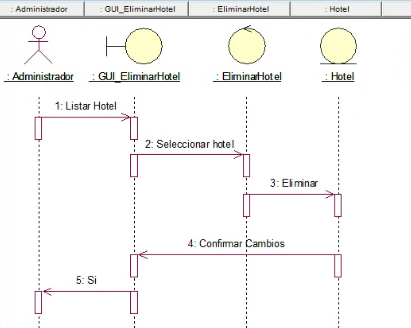 : Administrador
: GUI_EliminarHotel
: EliminarHotel
: Hotel
: Administrador
: GUI_EliminarHotel
: EliminarHotel
: Hotel
1: Listar Hotel
2: Seleccionar hotel
3: Eliminar
4: Confirmar Cambios
5: Si